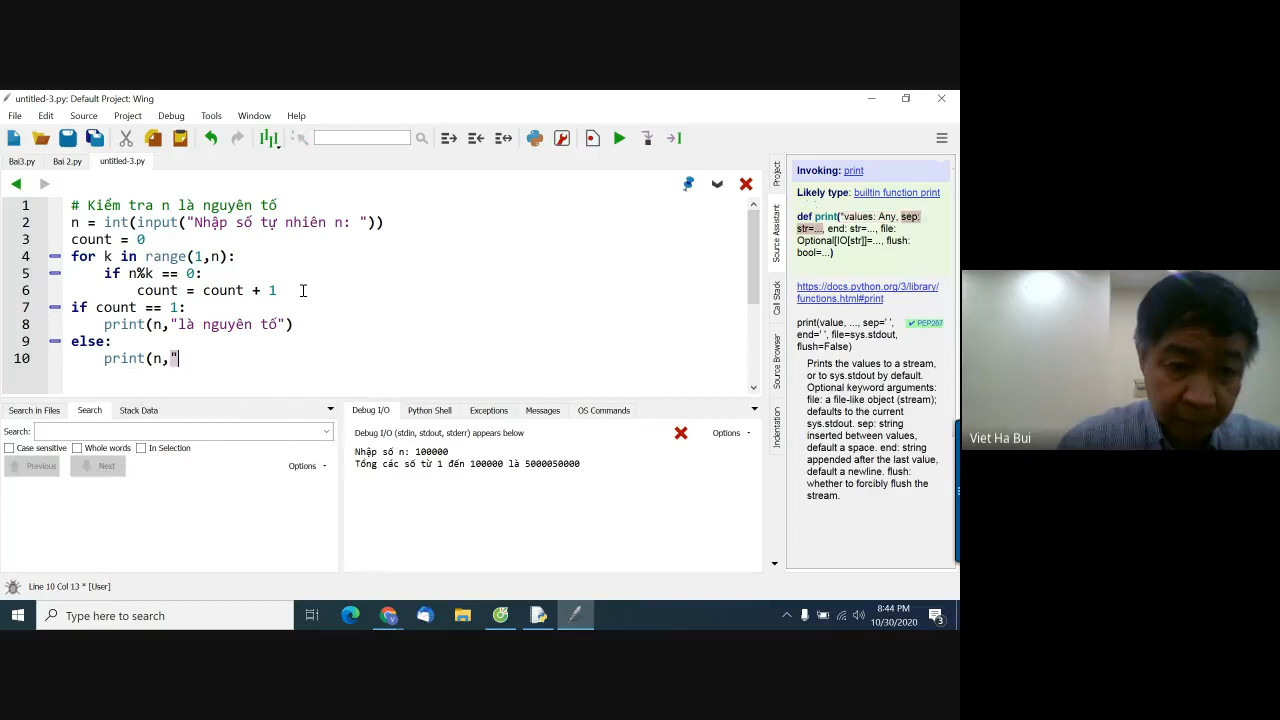 untitled-3.py: Default Project: Wing
File Edit Source Project Debug Tools Window Help
Bai3.py Bai 2.py untitled-3.py
1 # Kiểm tra n là nguyên tố
2 n = int(input("Nhập số tự nhiên n: "))
3 count = 0
4 for k in range(1,n):
5 if n%k == 0:
6 count = count + 1
7 if count == 1:
8 print(n,"là nguyên tố")
9 else:
10 print(n,"
Search in Files Search Stack Data
Search:
Case sensitive Whole words In Selection
Previous Next Options
Debug I/O Python Shell Exceptions Messages OS Commands
Debug I/O (stdin, stdout, stderr) appears below Options
Nhập số n: 100000
Tổng các số từ 1 đến 100000 là 5000050000
Project
Source Assistant
Call Stack
Source Browser
Indentation
Invoking: print
Likely type: builtin function print
def print(*values: Any, sep:
str=..., end: str=..., file:
Optional[IO[str]]=..., flush:
bool=...)
https://docs.python.org/3/library/
functions.html#print
print(value, ..., sep=' ', ✔ PEP287
end=' ', file=sys.stdout,
flush=False)
Prints the values to a stream,
or to sys.stdout by default.
Optional keyword arguments:
file: a file-like object (stream);
defaults to the current
sys.stdout. sep: string
inserted between values,
default a space. end: string
appended after the last value,
default a newline. flush:
whether to forcibly flush the
stream.
Line 10 Col 13 * [User]
Type here to search
8:44 PM
10/30/2020
3
Viet Ha Bui